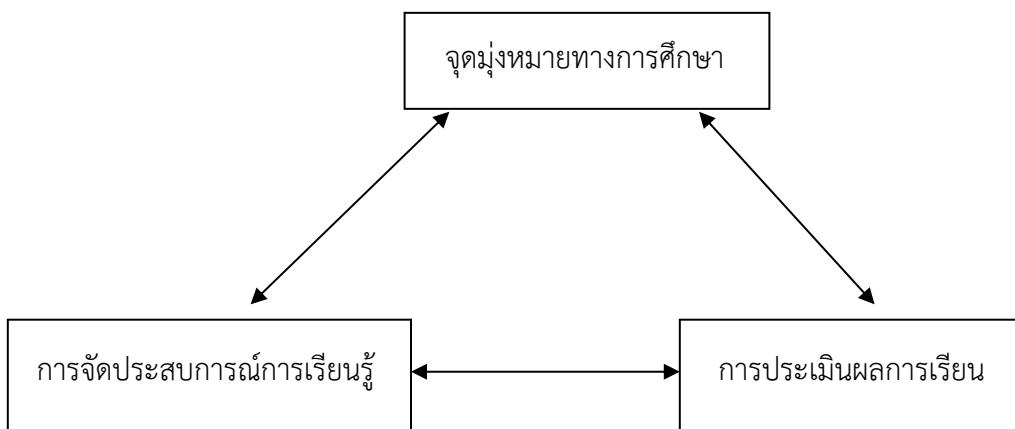 จุดมุ่งหมายทางการศึกษา
การจัดประสบการณ์การเรียนรู้
การประเมินผลการเรียน